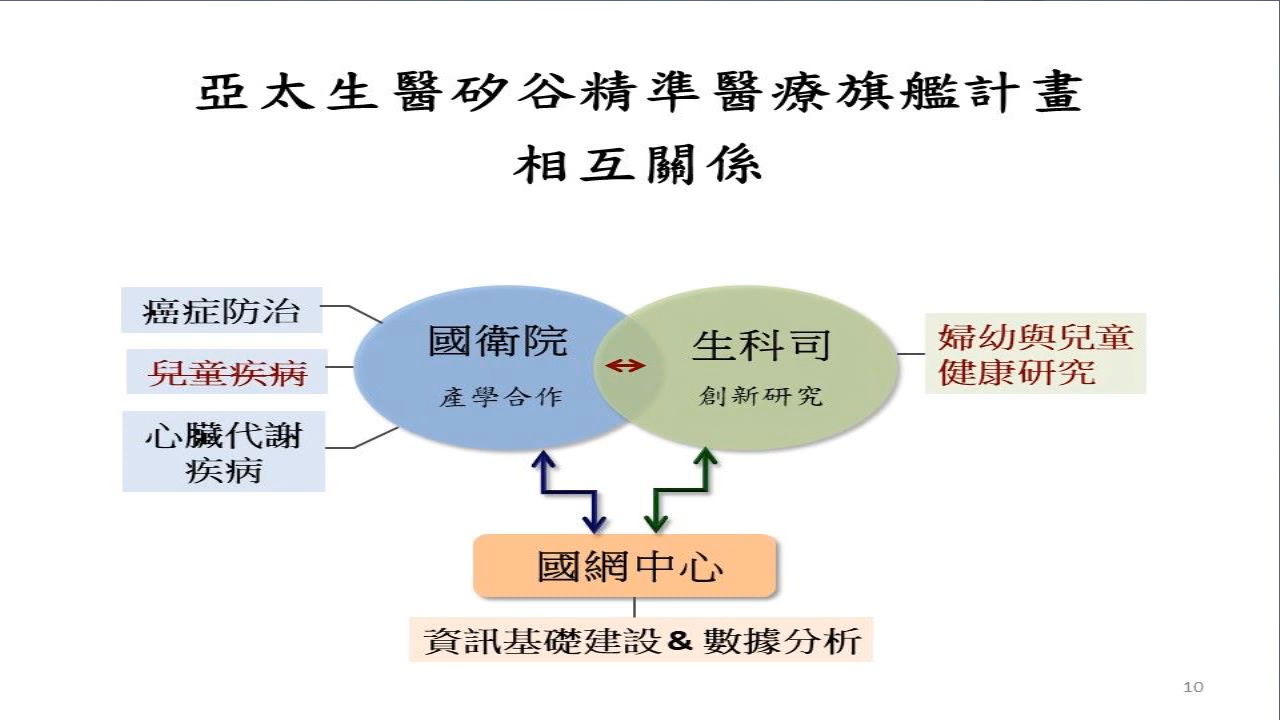 亞太生醫矽谷精準醫療旗艦計畫
相互關係
癌症防治
兒童疾病
心臟代謝
疾病
國衛院
產學合作
生科司
創新研究
婦幼與兒童
健康研究
國網中心
資訊基礎建設 & 數據分析
10